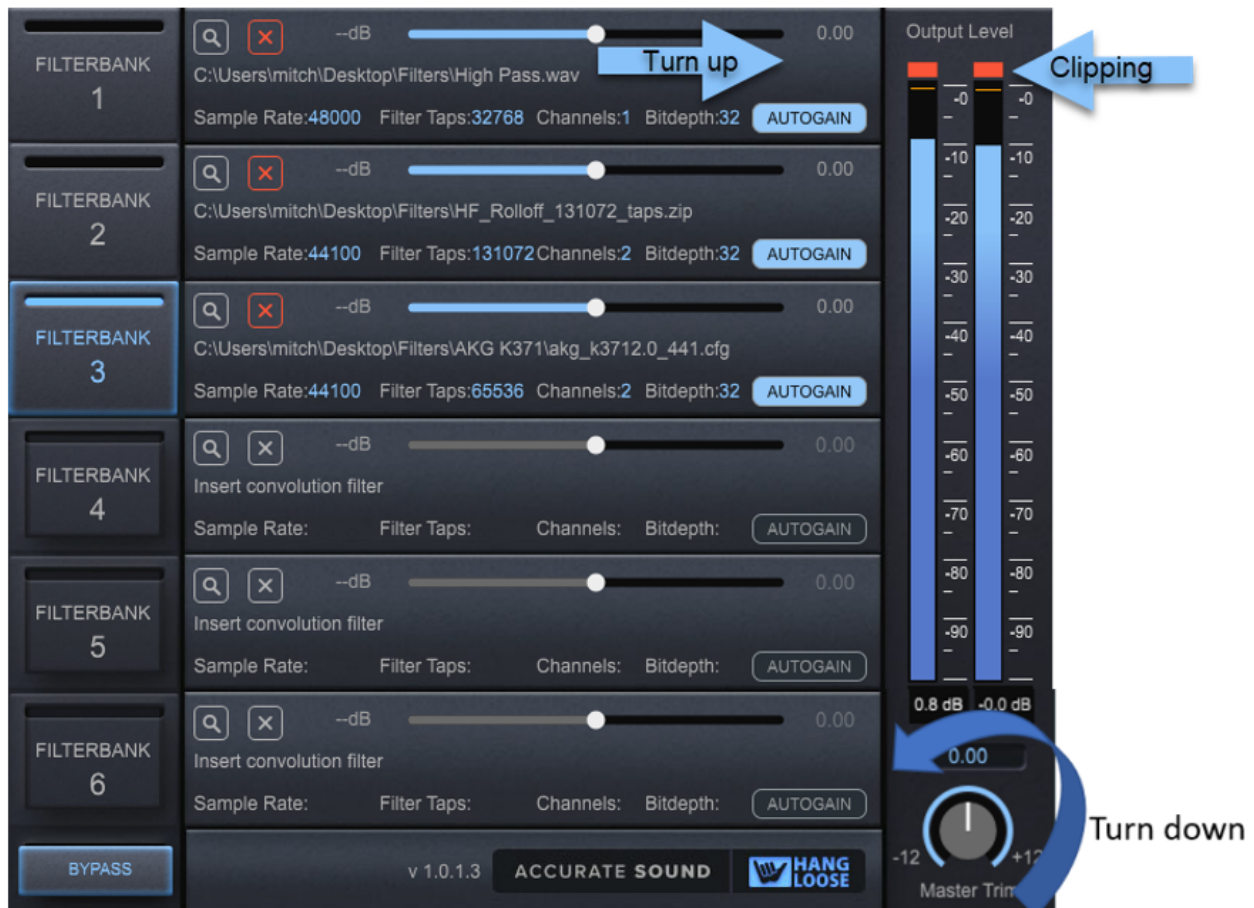 FILTERBANK
1
--dB
0.00
Turn up
C:\Users\mitch\Desktop\Filters\High Pass.wav
Sample Rate:48000 Filter Taps:32768 Channels:1 Bitdepth:32 AUTOGAIN
FILTERBANK
2
--dB
0.00
C:\Users\mitch\Desktop\Filters\HF_Rolloff_131072_taps.zip
Sample Rate:44100 Filter Taps:131072 Channels:2 Bitdepth:32 AUTOGAIN
FILTERBANK
3
--dB
0.00
C:\Users\mitch\Desktop\Filters\AKG K371\akg_k3712.0_441.cfg
Sample Rate:44100 Filter Taps:65536 Channels:2 Bitdepth:32 AUTOGAIN
FILTERBANK
4
--dB
0.00
Insert convolution filter
Sample Rate: Filter Taps: Channels: Bitdepth: AUTOGAIN
FILTERBANK
5
--dB
0.00
Insert convolution filter
Sample Rate: Filter Taps: Channels: Bitdepth: AUTOGAIN
FILTERBANK
6
--dB
0.00
Insert convolution filter
Sample Rate: Filter Taps: Channels: Bitdepth: AUTOGAIN
BYPASS
v 1.0.1.3
ACCURATE SOUND
HANG
LOOSE
Output Level
Clipping
-0 -0
-10 -10
-20 -20
-30 -30
-40 -40
-50 -50
-60 -60
-70 -70
-80 -80
-90 -90
0.8 dB -0.0 dB
0.00
Turn down
-12 +12
Master Trim